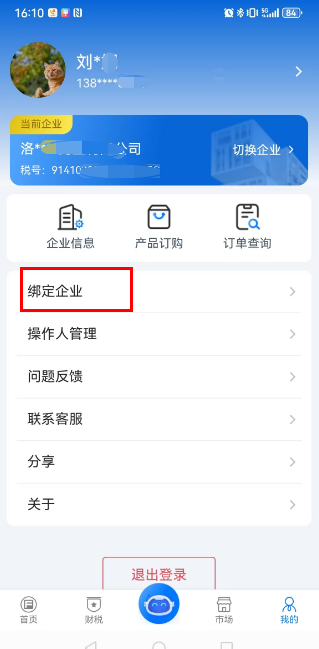 16:10
84
刘*
138****
当前企业
洛** 公司
切换企业
税号：91410
企业信息
产品订购
订单查询
绑定企业
操作人管理
问题反馈
联系客服
分享
关于
退出登录
首页
财税
市场
我的